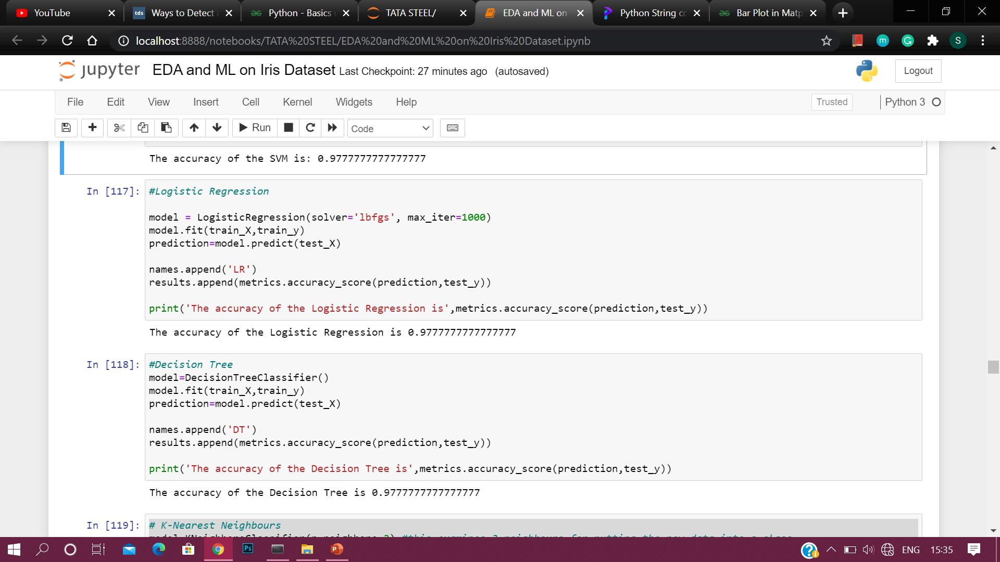 YouTube
Ways to Detect a
Python - Basics o
TATA STEEL/
EDA and ML on
Python String co
Bar Plot in Matp
localhost:8888/notebooks/TATA%20STEEL/EDA%20and%20ML%20on%20Iris%20Dataset.ipynb
jupyter EDA and ML on Iris Dataset Last Checkpoint: 27 minutes ago (autosaved)
Logout
File Edit View Insert Cell Kernel Widgets Help
Trusted
Python 3
Run
Code
The accuracy of the SVM is: 0.9777777777777777
In [117]: #Logistic Regression
model = LogisticRegression(solver='lbfgs', max_iter=1000)
model.fit(train_X,train_y)
prediction=model.predict(test_X)
names.append('LR')
results.append(metrics.accuracy_score(prediction,test_y))
print('The accuracy of the Logistic Regression is',metrics.accuracy_score(prediction,test_y))
The accuracy of the Logistic Regression is 0.9777777777777777
In [118]: #Decision Tree
model=DecisionTreeClassifier()
model.fit(train_X,train_y)
prediction=model.predict(test_X)
names.append('DT')
results.append(metrics.accuracy_score(prediction,test_y))
print('The accuracy of the Decision Tree is',metrics.accuracy_score(prediction,test_y))
The accuracy of the Decision Tree is 0.9777777777777777
In [119]: # K-Nearest Neighbours
ENG 15:35